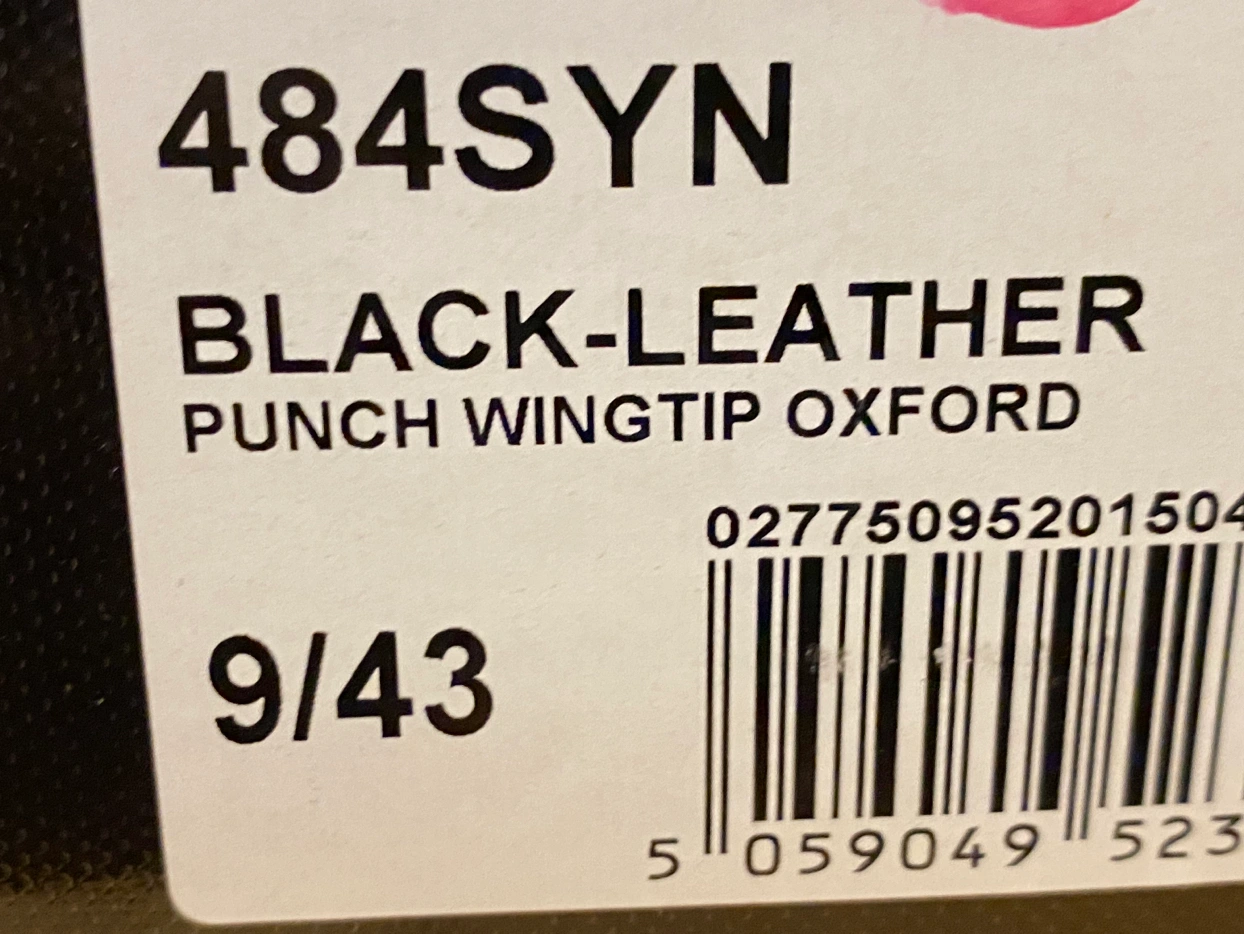 484SYN
BLACK-LEATHER
PUNCH WINGTIP OXFORD
02775095201504
9/43
5 059049 523